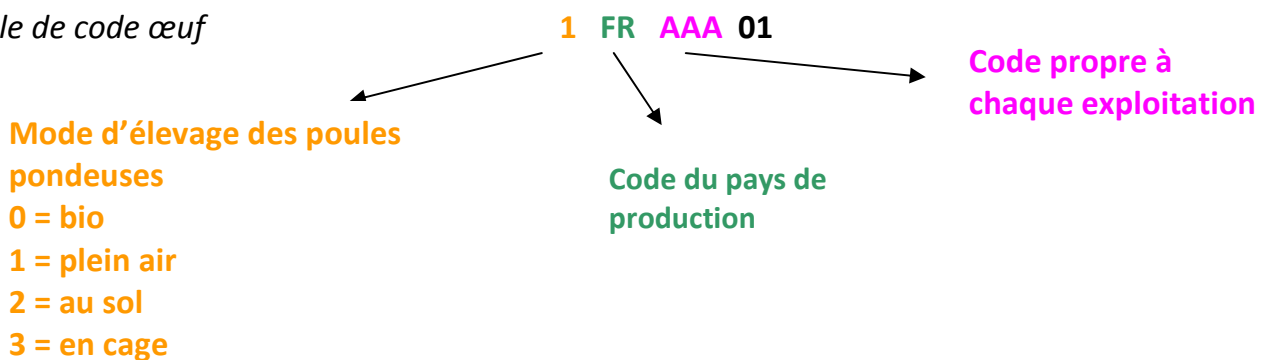 le de code œuf
1 FR AAA 01
Code propre à
chaque exploitation
Mode d’élevage des poules
pondeuses
0 = bio
1 = plein air
2 = au sol
3 = en cage
Code du pays de
production